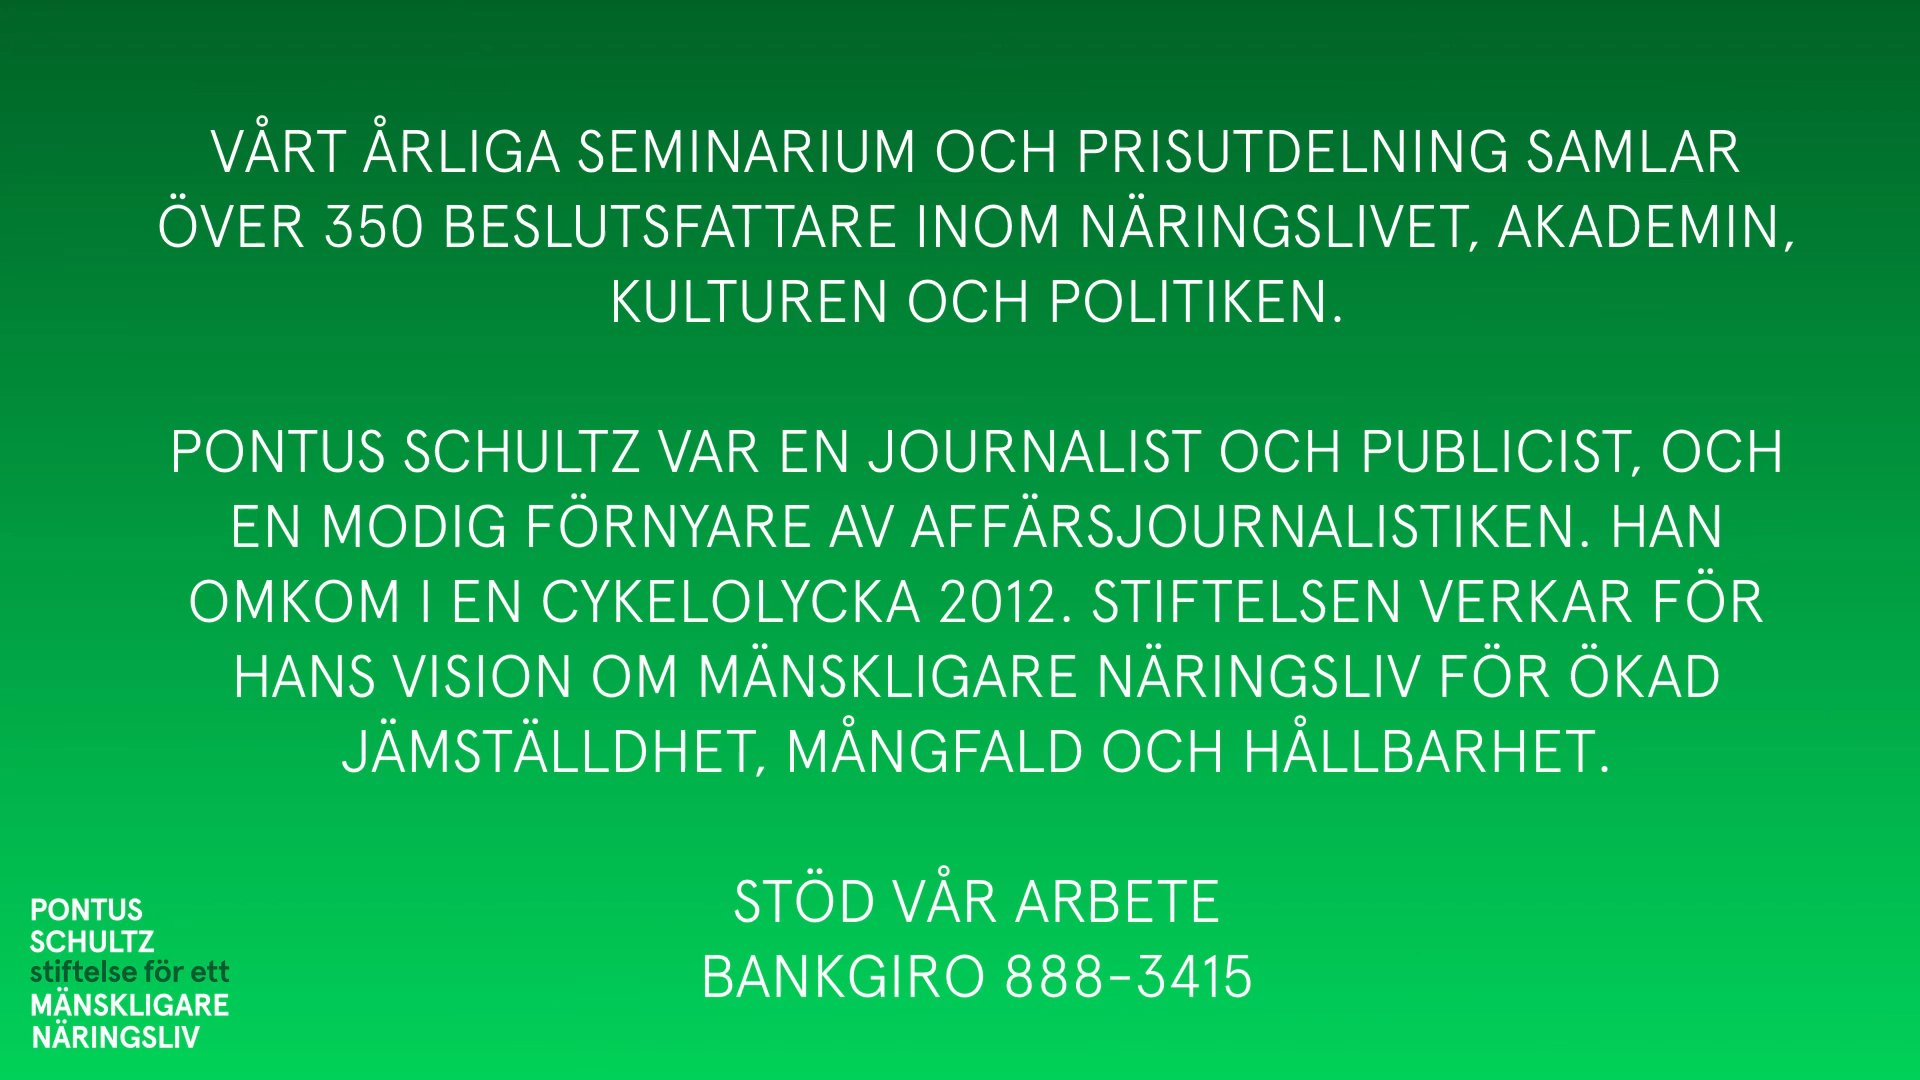 VÅRT ÅRLIGA SEMINARIUM OCH PRISUTDELNING SAMLAR
ÖVER 350 BESLUTSFATTARE INOM NÄRINGSLIVET, AKADEMIN,
KULTUREN OCH POLITIKEN.
PONTUS SCHULTZ VAR EN JOURNALIST OCH PUBLICIST, OCH
EN MODIG FÖRNYARE AV AFFÄRSJOURNALISTIKEN. HAN
OMKOM I EN CYKELOLYCKA 2012. STIFTELSEN VERKAR FÖR
HANS VISION OM MÄNSKLIGARE NÄRINGSLIV FÖR ÖKAD
JÄMSTÄLLDHET, MÅNGFALD OCH HÅLLBARHET.
STÖD VÅR ARBETE
BANKGIRO 888-3415
PONTUS
SCHULTZ
stiftelse för ett
MÄNSKLIGARE
NÄRINGSLIV